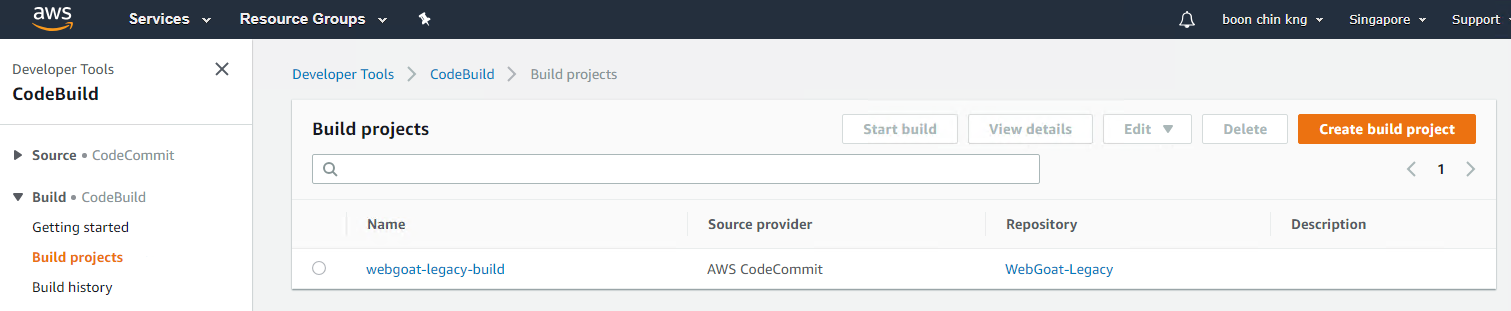 aws Services Resource Groups boon chin kng Singapore Support
Developer Tools
CodeBuild
Source • CodeCommit
Build • CodeBuild
Getting started
Build projects
Build history
Developer Tools CodeBuild Build projects
Build projects Start build View details Edit Delete Create build project
1
Name Source provider Repository Description
webgoat-legacy-build AWS CodeCommit WebGoat-Legacy